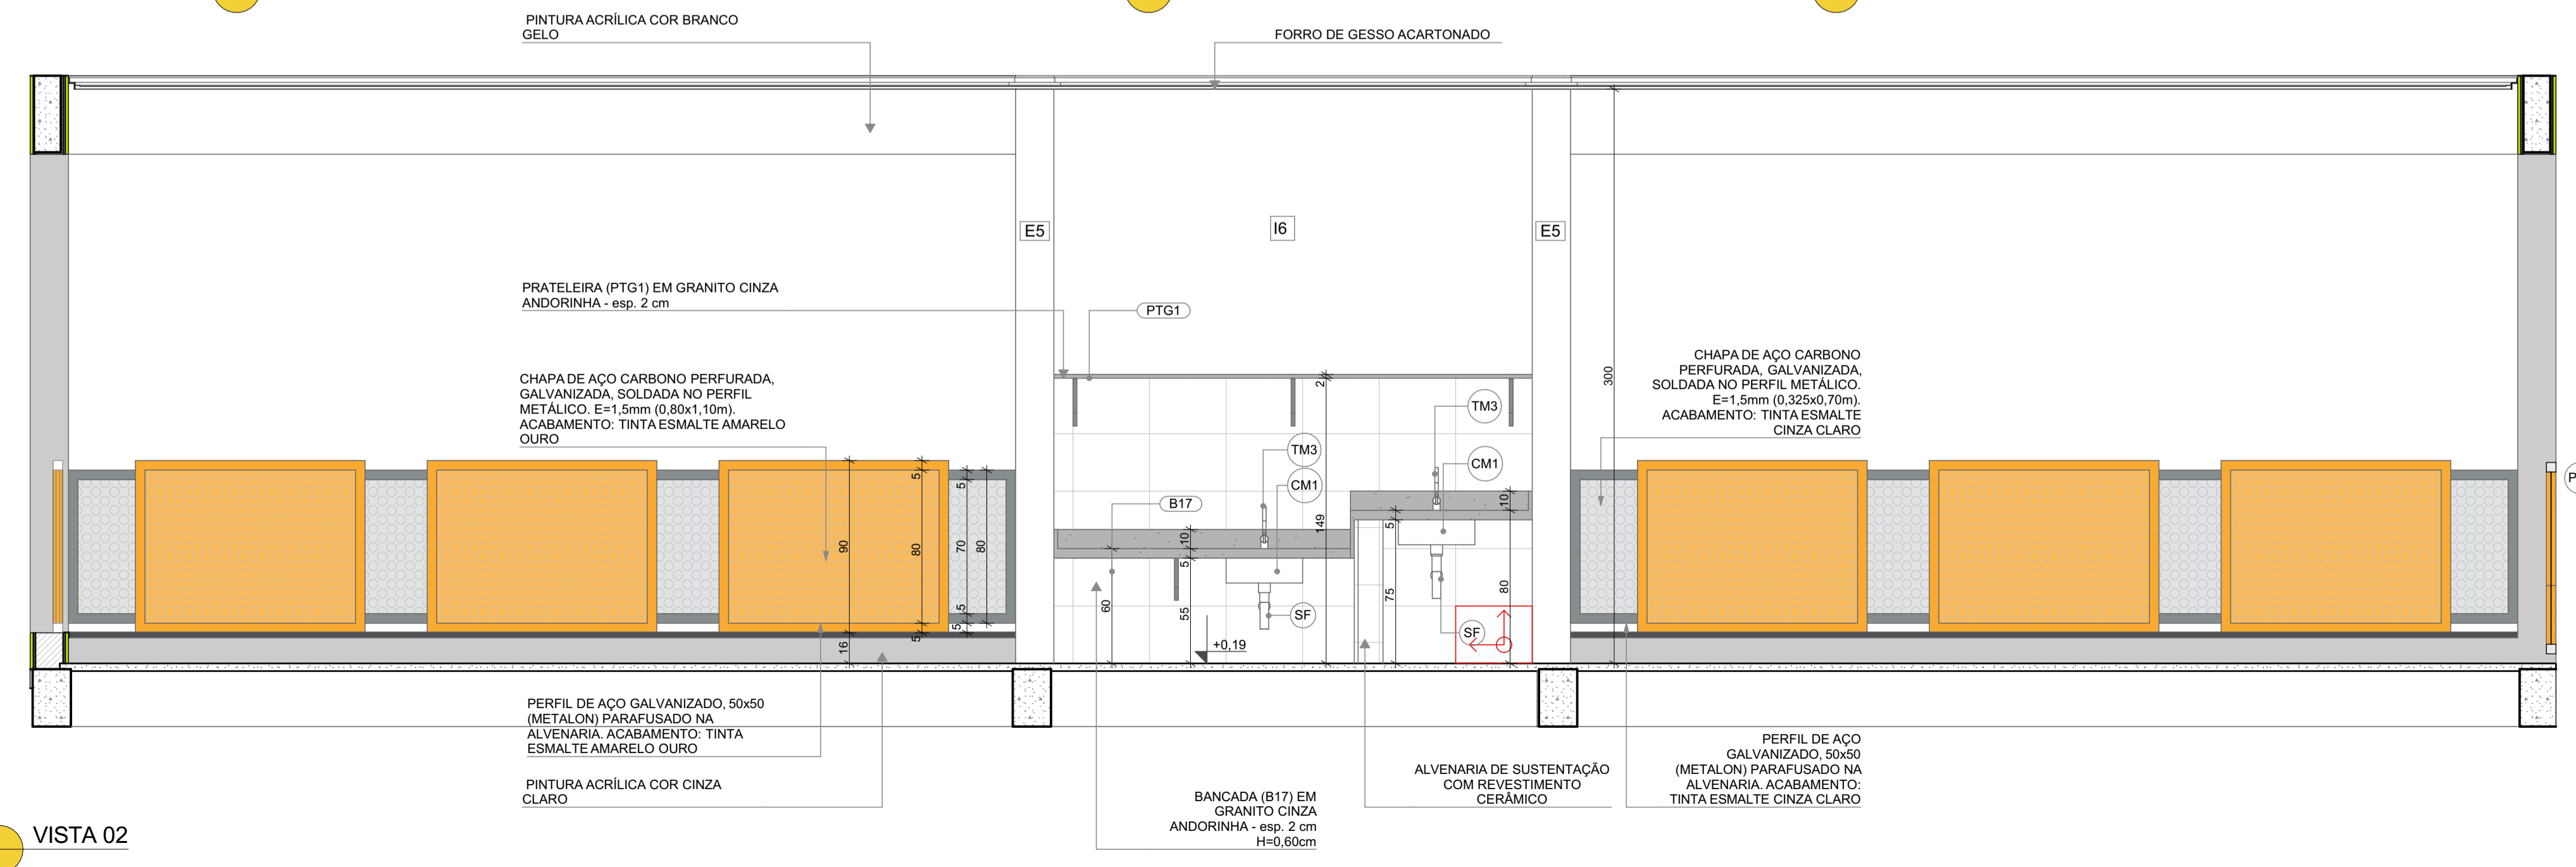 PINTURA ACRÍLICA COR BRANCO
GELO
FORRO DE GESSO ACARTONADO
E5
I6
E5
PRATELEIRA (PTG1) EM GRANITO CINZA
ANDORINHA - esp. 2 cm
PTG1
CHAPA DE AÇO CARBONO PERFURADA,
GALVANIZADA, SOLDADA NO PERFIL
METÁLICO. E=1,5mm (0,80x1,10m).
ACABAMENTO: TINTA ESMALTE AMARELO
OURO
CHAPA DE AÇO CARBONO
PERFURADA, GALVANIZADA,
SOLDADA NO PERFIL METÁLICO.
E=1,5mm (0,325x0,70m).
ACABAMENTO: TINTA ESMALTE
CINZA CLARO
300
2
149
TM3
TM3
CM1
CM1
B17
P
5
90
80
5
16
5
70
80
5
5
10
5
60
55
10
5
75
80
SF
SF
+0,19
PERFIL DE AÇO GALVANIZADO, 50x50
(METALON) PARAFUSADO NA
ALVENARIA. ACABAMENTO: TINTA
ESMALTE AMARELO OURO
PINTURA ACRÍLICA COR CINZA
CLARO
BANCADA (B17) EM
GRANITO CINZA
ANDORINHA - esp. 2 cm
H=0,60cm
ALVENARIA DE SUSTENTAÇÃO
COM REVESTIMENTO
CERÂMICO
PERFIL DE AÇO
GALVANIZADO, 50x50
(METALON) PARAFUSADO NA
ALVENARIA. ACABAMENTO:
TINTA ESMALTE CINZA CLARO
VISTA 02